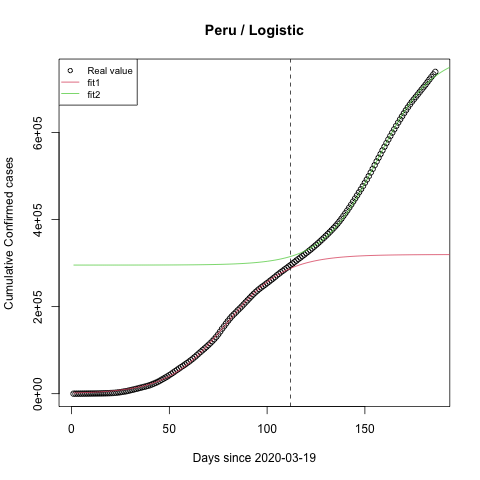 Peru / Logistic
Real value
fit1
fit2
Cumulative Confirmed cases
6e+05
4e+05
2e+05
0e+00
0
50
100
150
Days since 2020-03-19